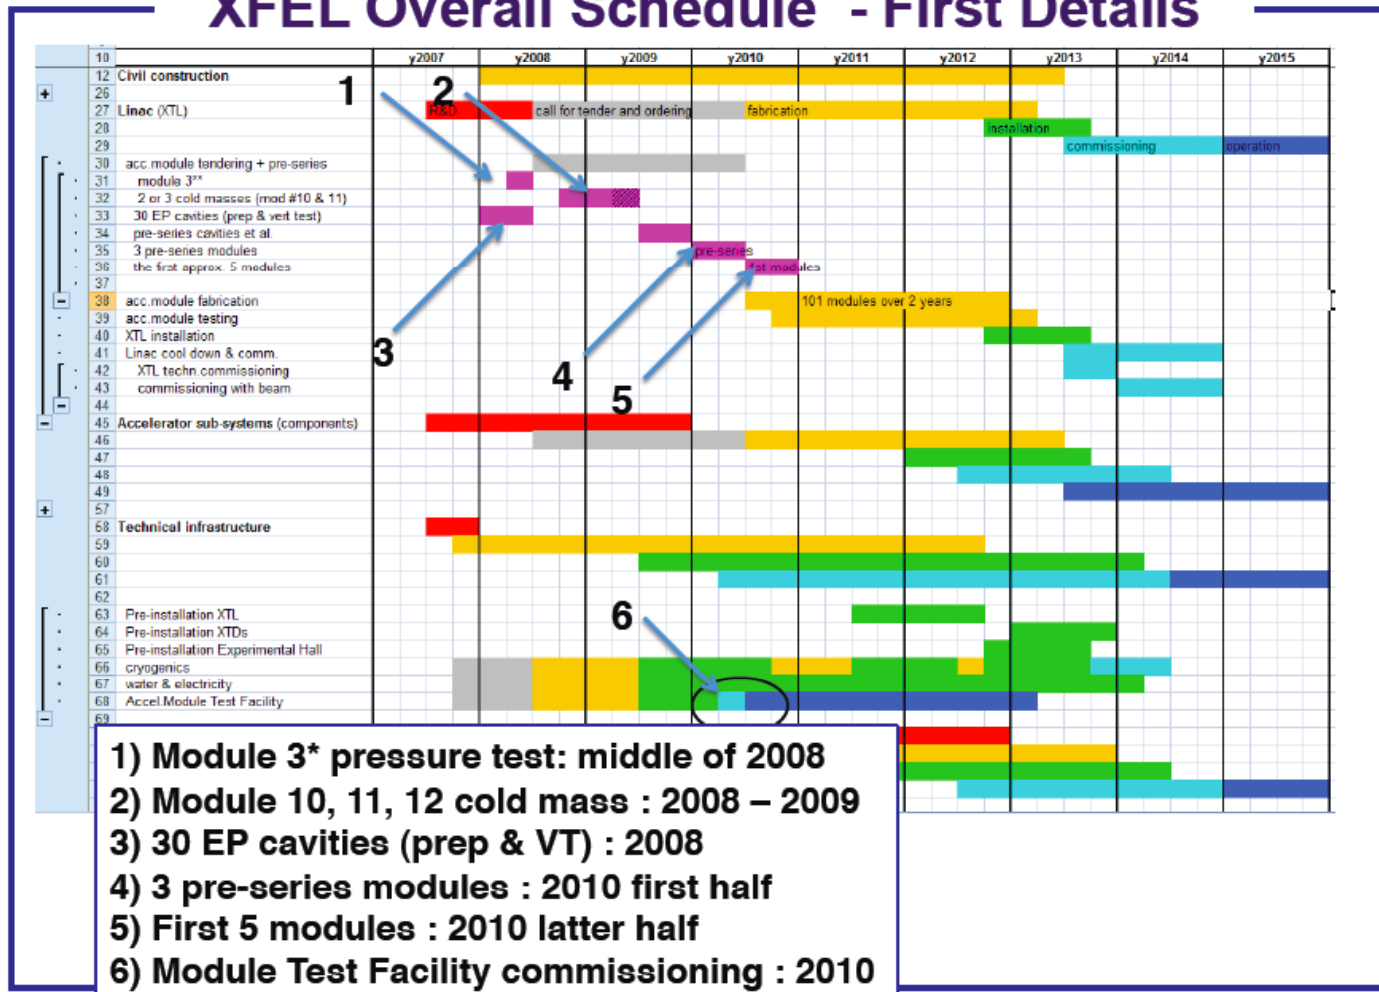 XFEL Overall Schedule - First Details
10 y2007 y2008 y2009 y2010 y2011 y2012 y2013 y2014 y2015
12 Civil construction
26
27 Linac (XTL) R&D call for tender and ordering fabrication
28 installation
29 commissioning operation
30 acc.module tendering + pre-series
31 module 3**
32 2 or 3 cold masses (mod #10 & 11)
33 30 EP cavities (prep & vert test)
34 pre-series cavities et al.
35 3 pre-series modules pre-series
36 the first approx. 5 modules fst modules
37
38 acc.module fabrication 101 modules over 2 years
39 acc.module testing
40 XTL installation
41 Linac cool down & comm.
42 XTL techn.commissioning
43 commissioning with beam
44
45 Accelerator sub-systems (components)
46
47
48
49
57
58 Technical infrastructure
59
60
61
62
63 Pre-installation XTL
64 Pre-installation XTDs
65 Pre-installation Experimental Hall
66 cryogenics
67 water & electricity
68 Accel.Module Test Facility
69
1
2
3
4
5
6
1) Module 3* pressure test: middle of 2008
2) Module 10, 11, 12 cold mass : 2008 – 2009
3) 30 EP cavities (prep & VT) : 2008
4) 3 pre-series modules : 2010 first half
5) First 5 modules : 2010 latter half
6) Module Test Facility commissioning : 2010